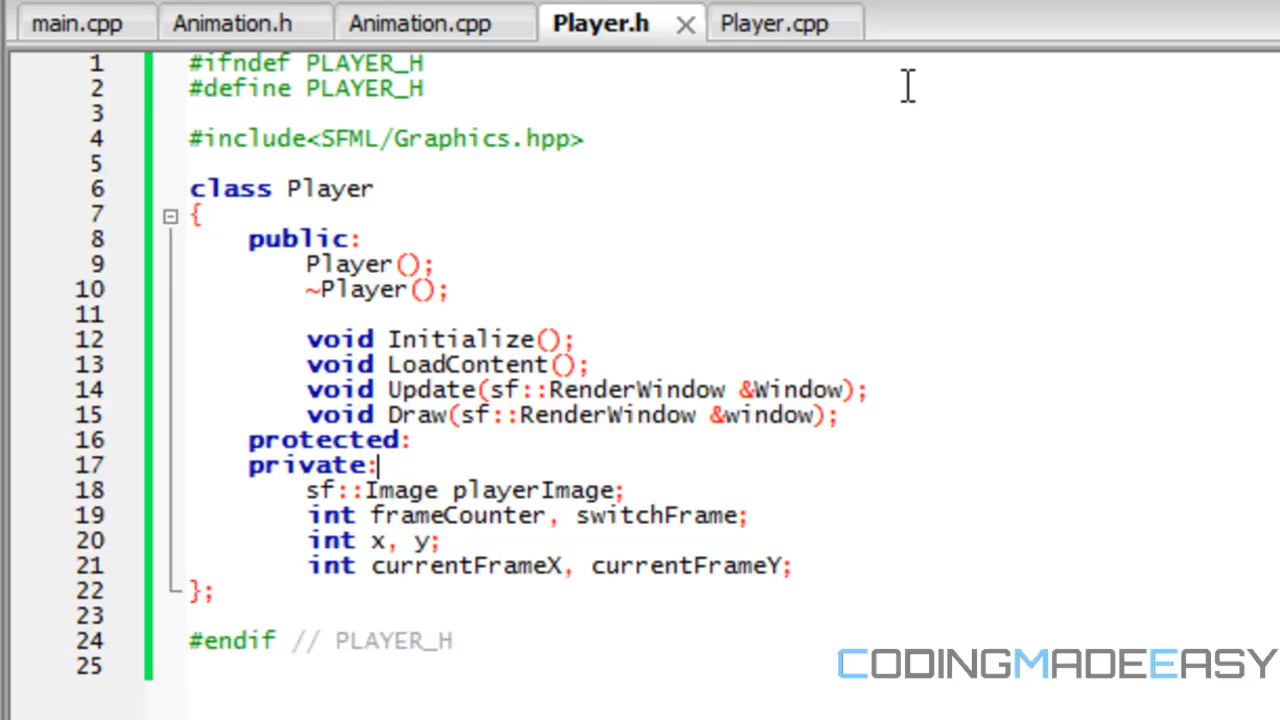 main.cpp Animation.h Animation.cpp Player.h Player.cpp
1 #ifndef PLAYER_H
2 #define PLAYER_H
3
4 #include<SFML/Graphics.hpp>
5
6 class Player
7 {
8 public:
9 Player();
10 ~Player();
11
12 void Initialize();
13 void LoadContent();
14 void Update(sf::RenderWindow &Window);
15 void Draw(sf::RenderWindow &window);
16 protected:
17 private:
18 sf::Image playerImage;
19 int frameCounter, switchFrame;
20 int x, y;
21 int currentFrameX, currentFrameY;
22 };
23
24 #endif // PLAYER_H
25
CODINGMADEEASY